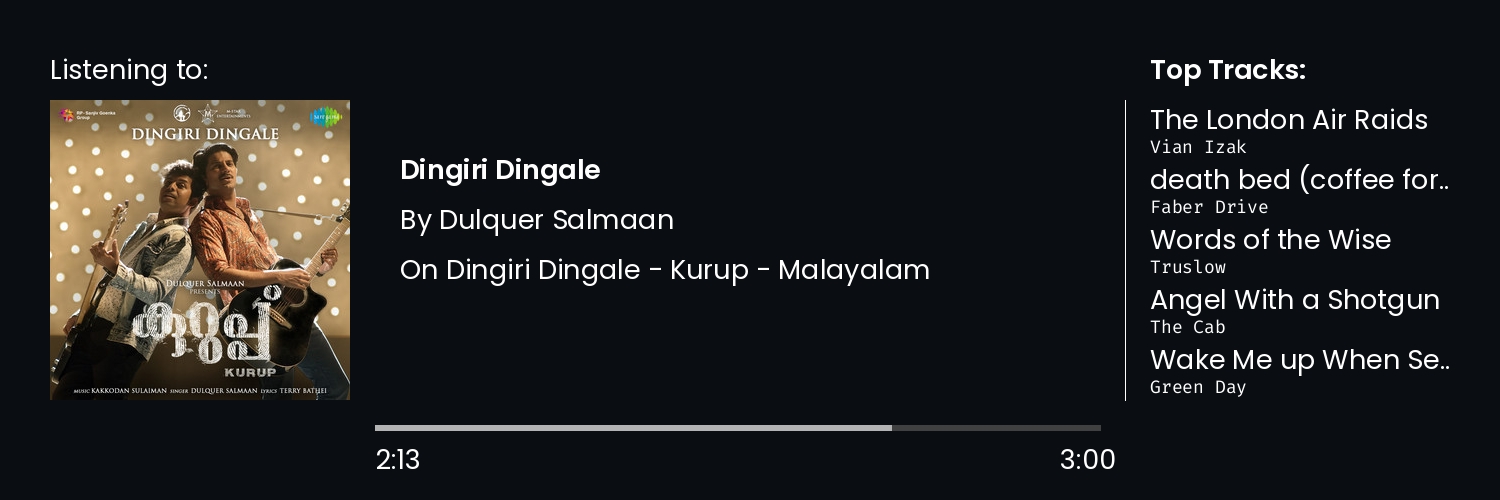 Listening to:
RP- Sanjiv Goenka
Group
DINGIRI DINGALE
DULQUER SALMAAN
PRESENTS
കുറുപ്പ്
KURUP
MUSIC KAKKODAN SULAIMAN SINGER DULQUER SALMAAN LYRICS TERRY BATHEI
Dingiri Dingale
By Dulquer Salmaan
On Dingiri Dingale - Kurup - Malayalam
2:13
3:00
Top Tracks:
The London Air Raids
Vian Izak
death bed (coffee for..
Faber Drive
Words of the Wise
Truslow
Angel With a Shotgun
The Cab
Wake Me up When Se..
Green Day